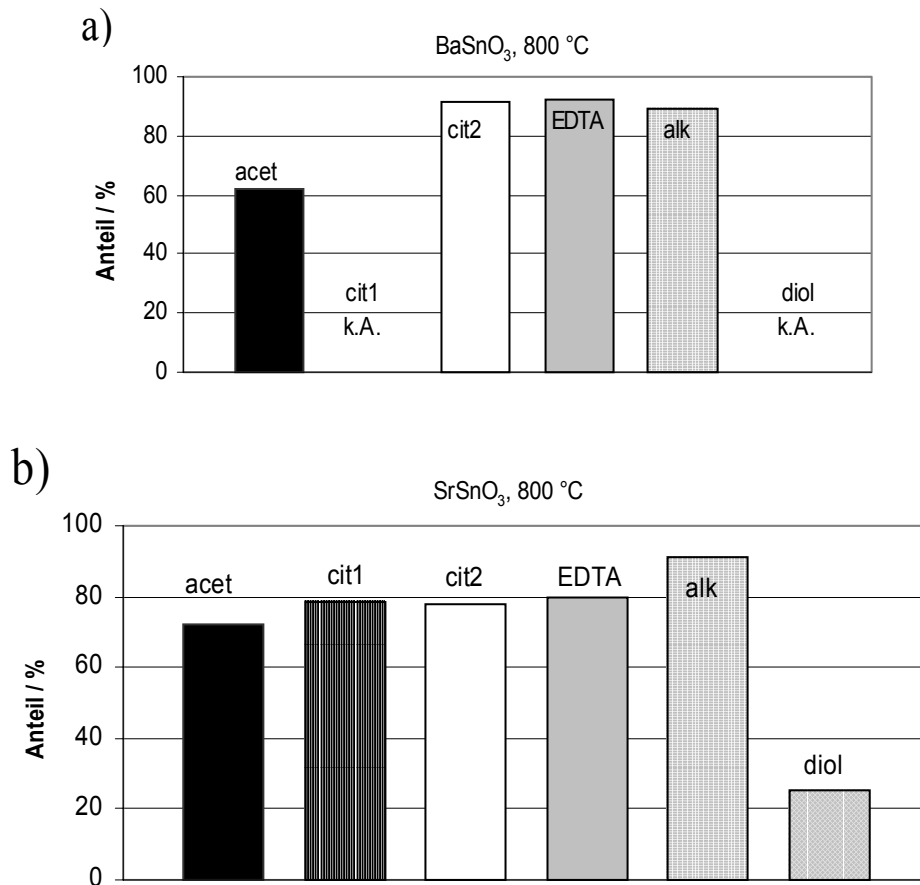 a)
BaSnO₃, 800 °C
Anteil / %
100
80
60
40
20
0
acet
cit1
k.A.
cit2
EDTA
alk
diol
k.A.
b)
SrSnO₃, 800 °C
Anteil / %
100
80
60
40
20
0
acet
cit1
cit2
EDTA
alk
diol